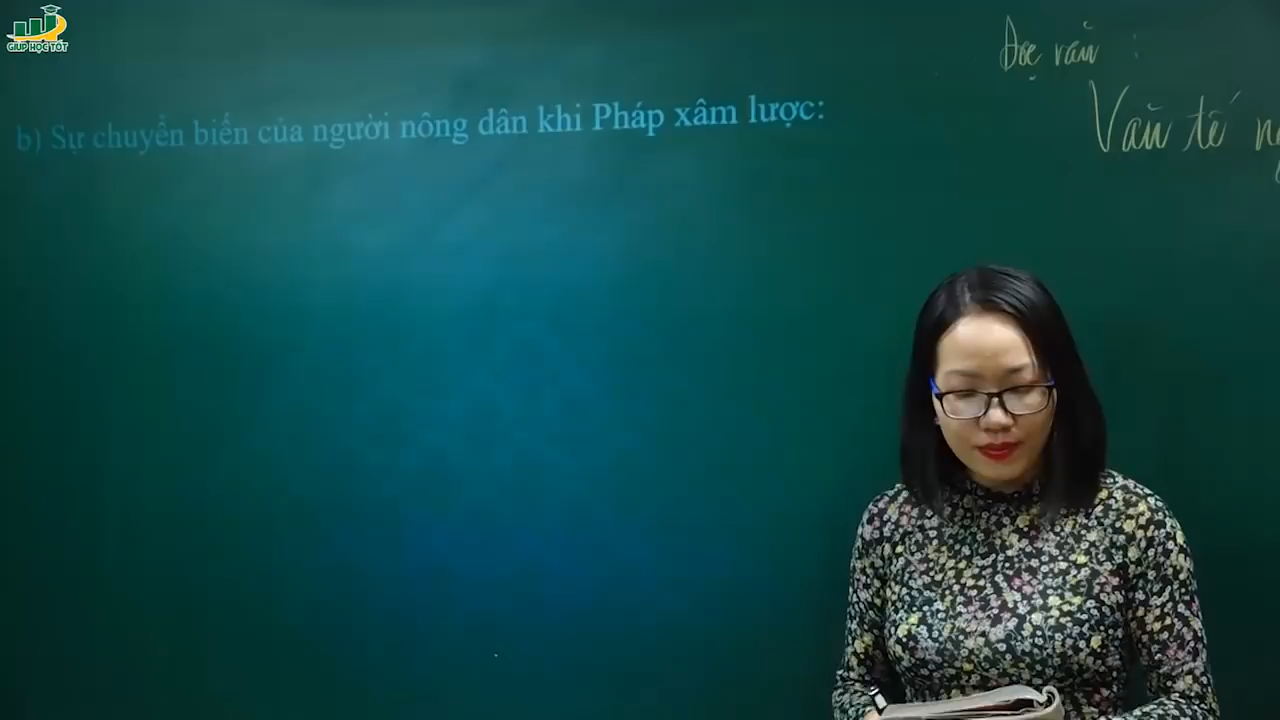 GIÚP HỌC TỐT
Đọc văn :
Văn tế
b) Sự chuyển biến của người nông dân khi Pháp xâm lược: